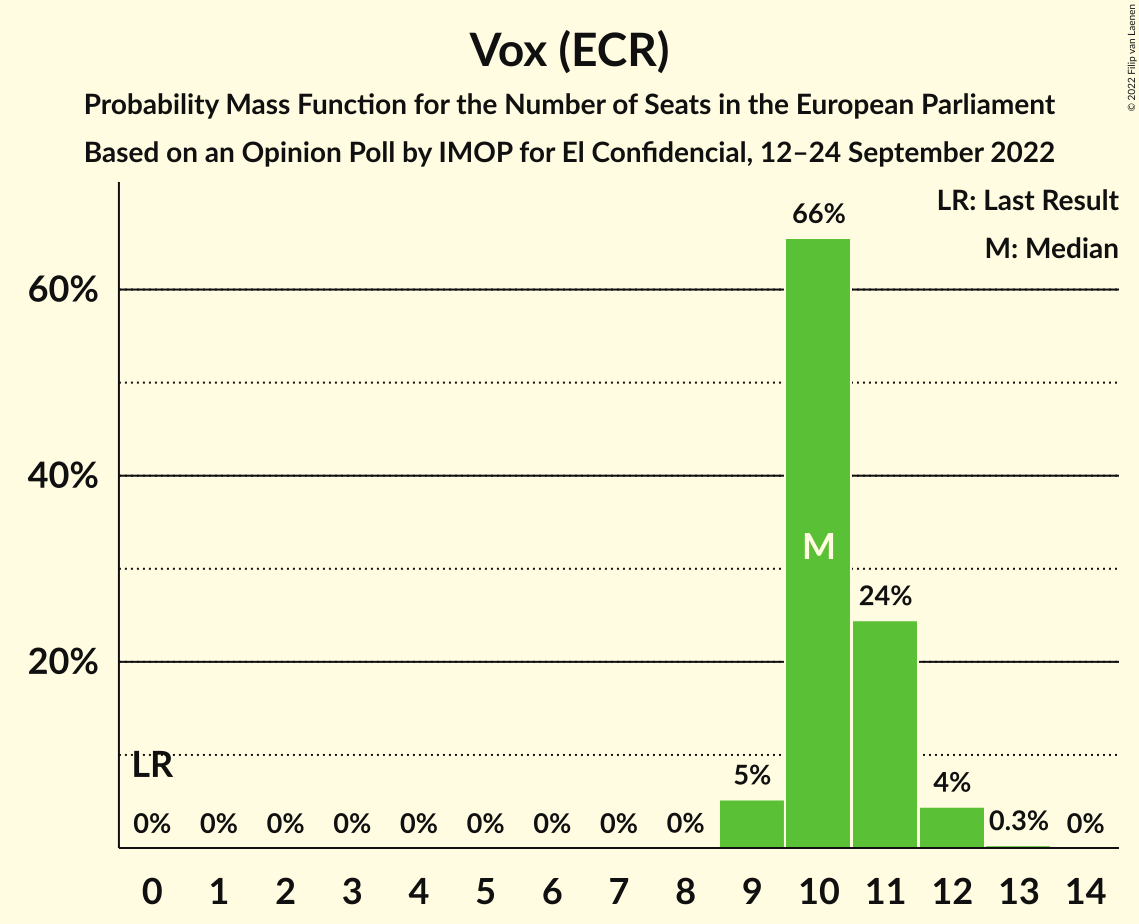 © 2022 Filip van Laenen
Vox (ECR)
Probability Mass Function for the Number of Seats in the European Parliament
Based on an Opinion Poll by IMOP for El Confidencial, 12–24 September 2022
LR: Last Result
M: Median
60%
40%
20%
66%
M
24%
LR
5%
4%
0% 0% 0% 0% 0% 0% 0% 0% 0% 0.3% 0%
0 1 2 3 4 5 6 7 8 9 10 11 12 13 14